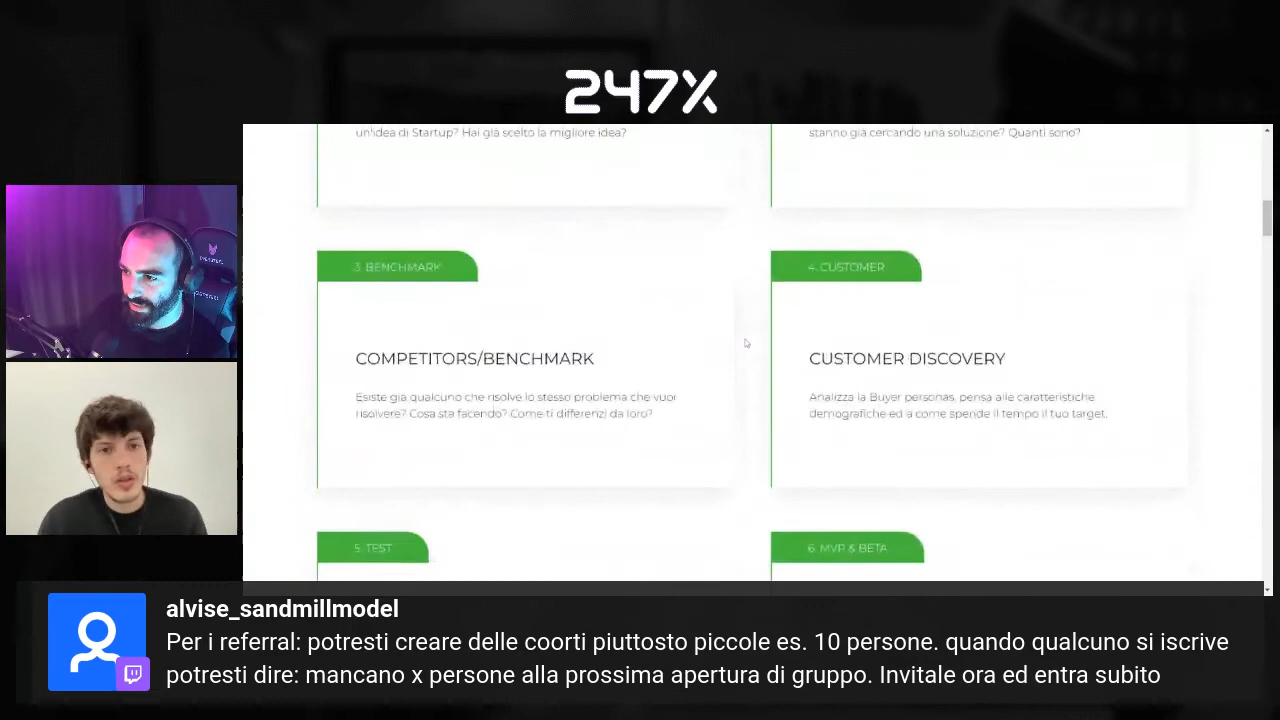 247X
un'idea di Startup? Hai già scelto la migliore idea?
stanno già cercando una soluzione? Quanti sono?
3. BENCHMARK
4. CUSTOMER
COMPETITORS/BENCHMARK
CUSTOMER DISCOVERY
Esiste già qualcuno che risolve lo stesso problema che vuoi
risolvere? Cosa sta facendo? Come ti differenzi da loro?
Analizza la Buyer personas, pensa alle caratteristiche
demografiche ed a come spende il tempo il tuo target.
5. TEST
6. MVP & BETA
alvise_sandmillmodel
Per i referral: potresti creare delle coorti piuttosto piccole es. 10 persone. quando qualcuno si iscrive
potresti dire: mancano x persone alla prossima apertura di gruppo. Invitale ora ed entra subito